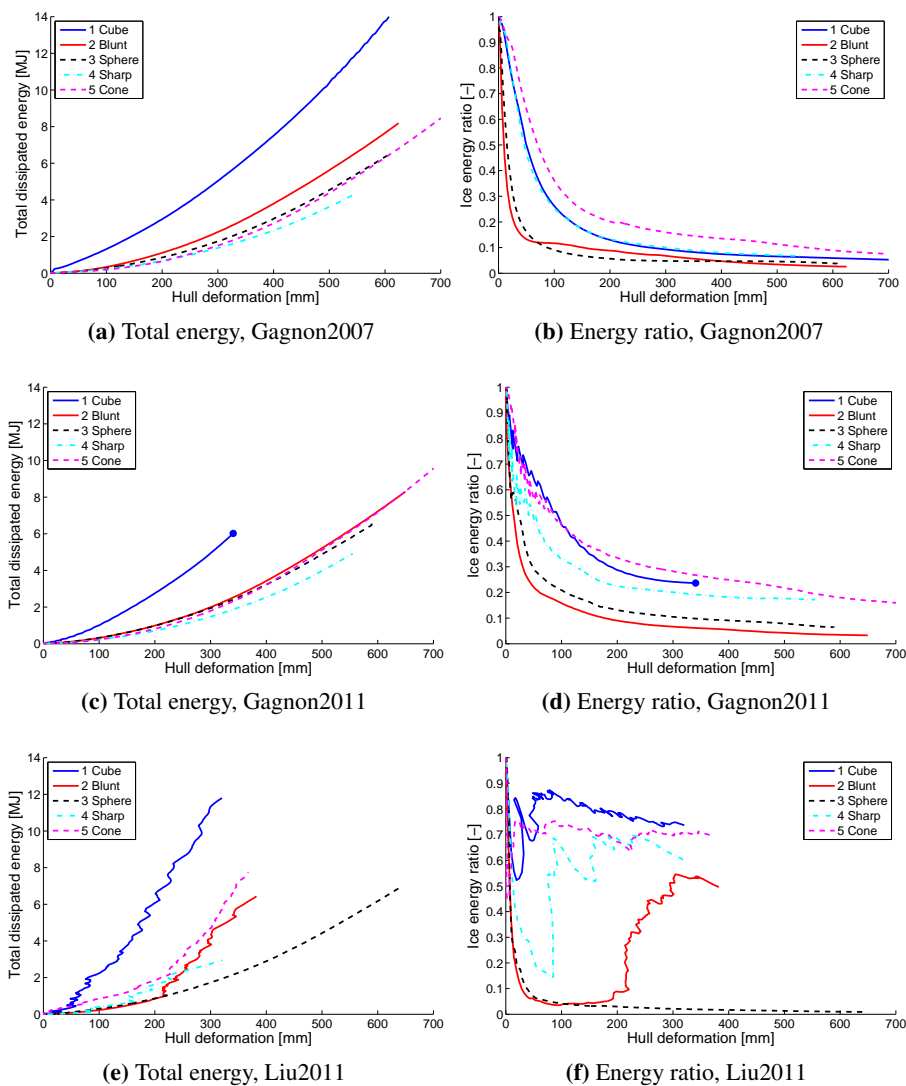 14
12
10
8
6
4
2
0
Total dissipated energy [MJ]
1 Cube
2 Blunt
3 Sphere
4 Sharp
5 Cone
0 100 200 300 400 500 600 700
Hull deformation [mm]
(a) Total energy, Gagnon2007
1
0.9
0.8
0.7
0.6
0.5
0.4
0.3
0.2
0.1
0
Ice energy ratio [−]
1 Cube
2 Blunt
3 Sphere
4 Sharp
5 Cone
0 100 200 300 400 500 600 700
Hull deformation [mm]
(b) Energy ratio, Gagnon2007
14
12
10
8
6
4
2
0
Total dissipated energy [MJ]
1 Cube
2 Blunt
3 Sphere
4 Sharp
5 Cone
0 100 200 300 400 500 600 700
Hull deformation [mm]
(c) Total energy, Gagnon2011
1
0.9
0.8
0.7
0.6
0.5
0.4
0.3
0.2
0.1
0
Ice energy ratio [−]
1 Cube
2 Blunt
3 Sphere
4 Sharp
5 Cone
0 100 200 300 400 500 600 700
Hull deformation [mm]
(d) Energy ratio, Gagnon2011
14
12
10
8
6
4
2
0
Total dissipated energy [MJ]
1 Cube
2 Blunt
3 Sphere
4 Sharp
5 Cone
0 100 200 300 400 500 600 700
Hull deformation [mm]
(e) Total energy, Liu2011
1
0.9
0.8
0.7
0.6
0.5
0.4
0.3
0.2
0.1
0
Ice energy ratio [−]
1 Cube
2 Blunt
3 Sphere
4 Sharp
5 Cone
0 100 200 300 400 500 600 700
Hull deformation [mm]
(f) Energy ratio, Liu2011